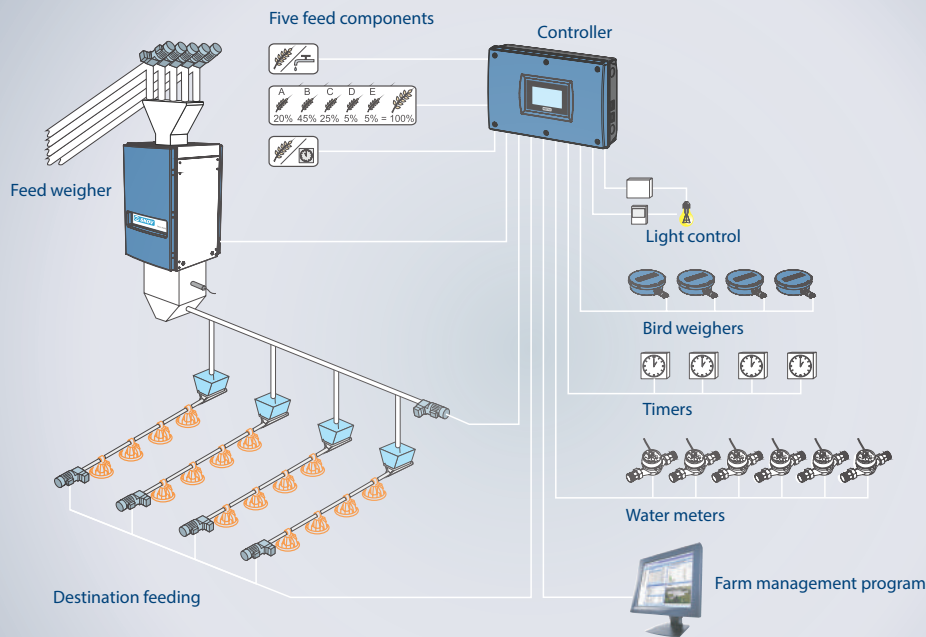 Five feed components
Controller
A B C D E
20% 45% 25% 5% 5% = 100%
Feed weigher
SKOV
Light control
Bird weighers
Timers
Water meters
Farm management program
Destination feeding